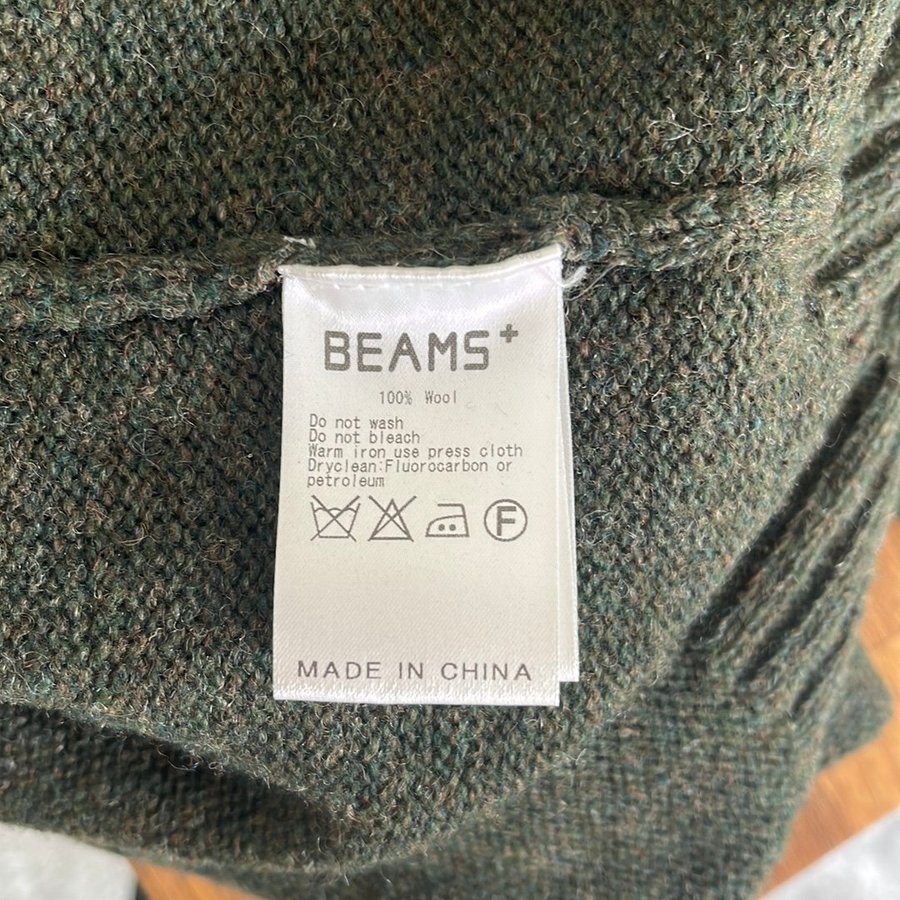 BEAMS+
100% Wool
Do not wash
Do not bleach
Warm iron use press cloth
Dryclean:Fluorocarbon or
petroleum
F
MADE IN CHINA